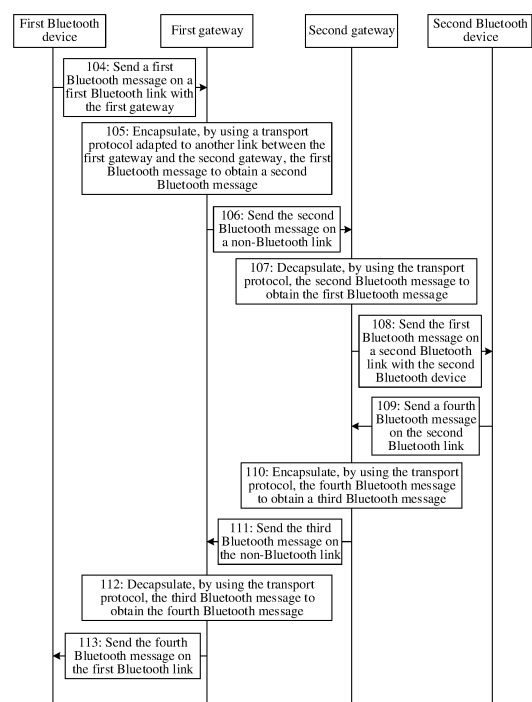 First Bluetooth
device
First gateway
Second gateway
Second Bluetooth
device
104: Send a first
Bluetooth message on a
first Bluetooth link with
the first gateway
105: Encapsulate, by using a transport
protocol adapted to another link between the
first gateway and the second gateway, the first
Bluetooth message to obtain a second
Bluetooth message
106: Send the second
Bluetooth message on
a non-Bluetooth link
107: Decapsulate, by using the transport
protocol, the second Bluetooth message to
obtain the first Bluetooth message
108: Send the first
Bluetooth message on
a second Bluetooth
link with the second
Bluetooth device
109: Send a fourth
Bluetooth message
on the second
Bluetooth link
110: Encapsulate, by using the transport
protocol, the fourth Bluetooth message
to obtain a third Bluetooth message
111: Send the third
Bluetooth message on
the non-Bluetooth link
112: Decapsulate, by using the transport
protocol, the third Bluetooth message to
obtain the fourth Bluetooth message
113: Send the fourth
Bluetooth message on
the first Bluetooth link